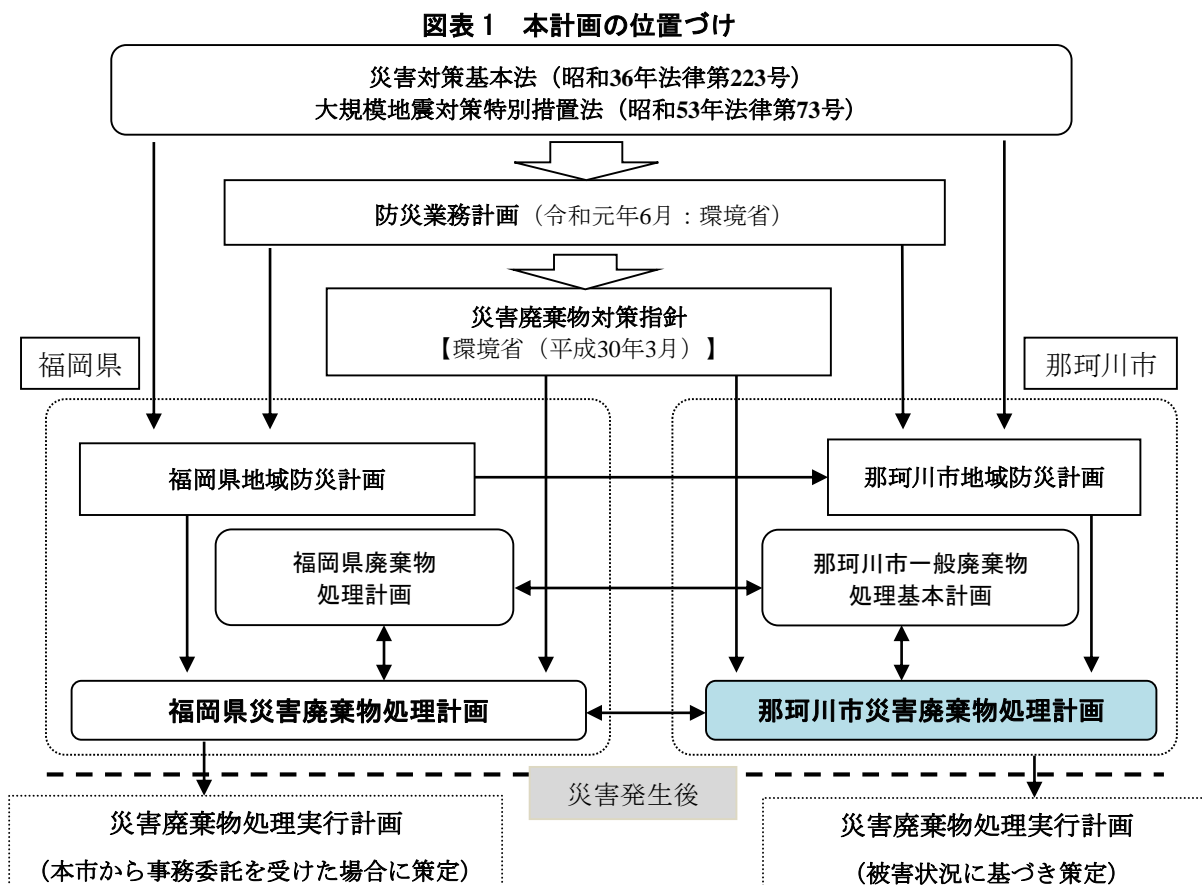 図表1　本計画の位置づけ
災害対策基本法（昭和36年法律第223号）
大規模地震対策特別措置法（昭和53年法律第73号）
防災業務計画（令和元年6月：環境省）
災害廃棄物対策指針
【環境省（平成30年3月）】
福岡県
那珂川市
福岡県地域防災計画
那珂川市地域防災計画
福岡県廃棄物
処理計画
那珂川市一般廃棄物
処理基本計画
福岡県災害廃棄物処理計画
那珂川市災害廃棄物処理計画
災害発生後
災害廃棄物処理実行計画
（本市から事務委託を受けた場合に策定）
災害廃棄物処理実行計画
（被害状況に基づき策定）